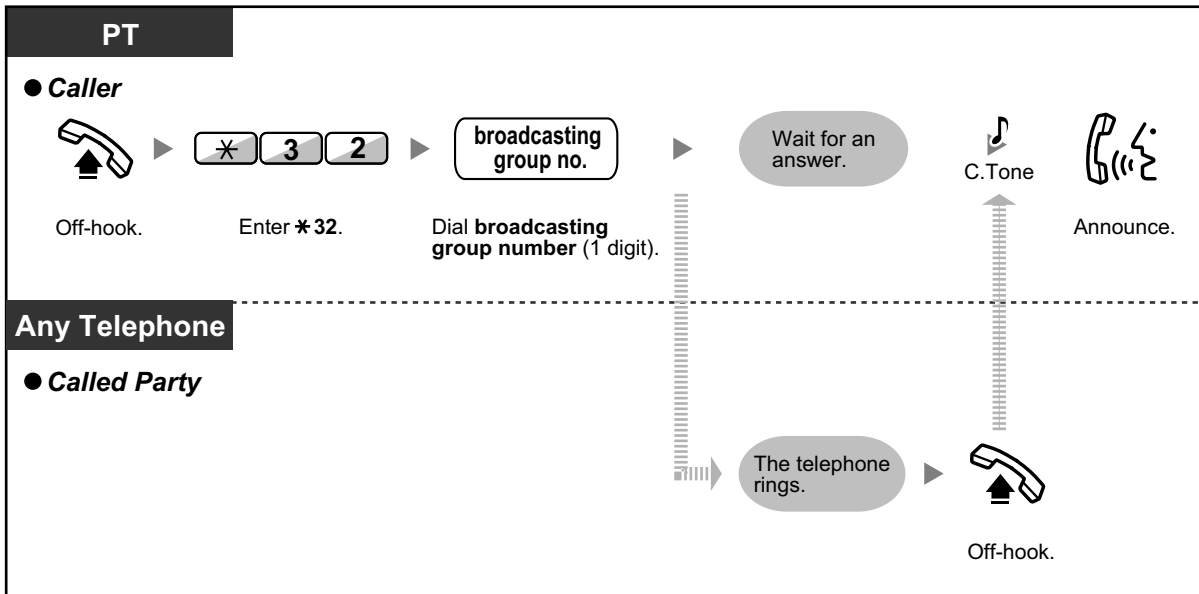 PT
● Caller
* 3 2
broadcasting
group no.
Wait for an
answer.
C.Tone
Off-hook.
Enter *32.
Dial broadcasting
group number (1 digit).
Announce.
Any Telephone
● Called Party
The telephone
rings.
Off-hook.